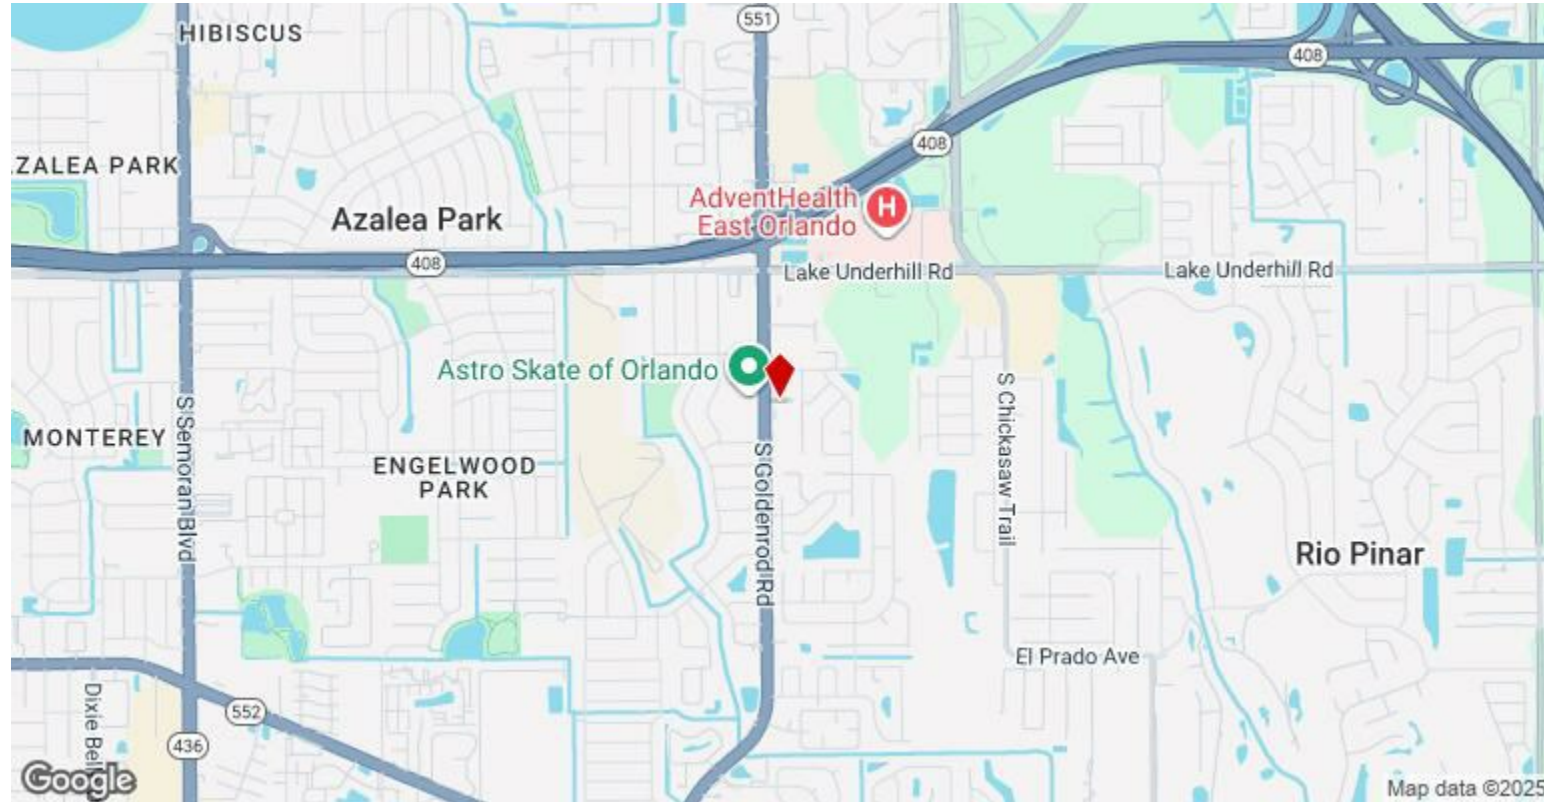 551
HIBISCUS
408
408
ZALEA PARK
AdventHealth
East Orlando
H
Azalea Park
408
Lake Underhill Rd
Lake Underhill Rd
Astro Skate of Orlando
S Semoran Blvd
S Chickasaw Trail
MONTEREY
ENGELWOOD
PARK
S Goldenrod Rd
Rio Pinar
El Prado Ave
Dixie Bell
552
436
Google
Map data ©2025